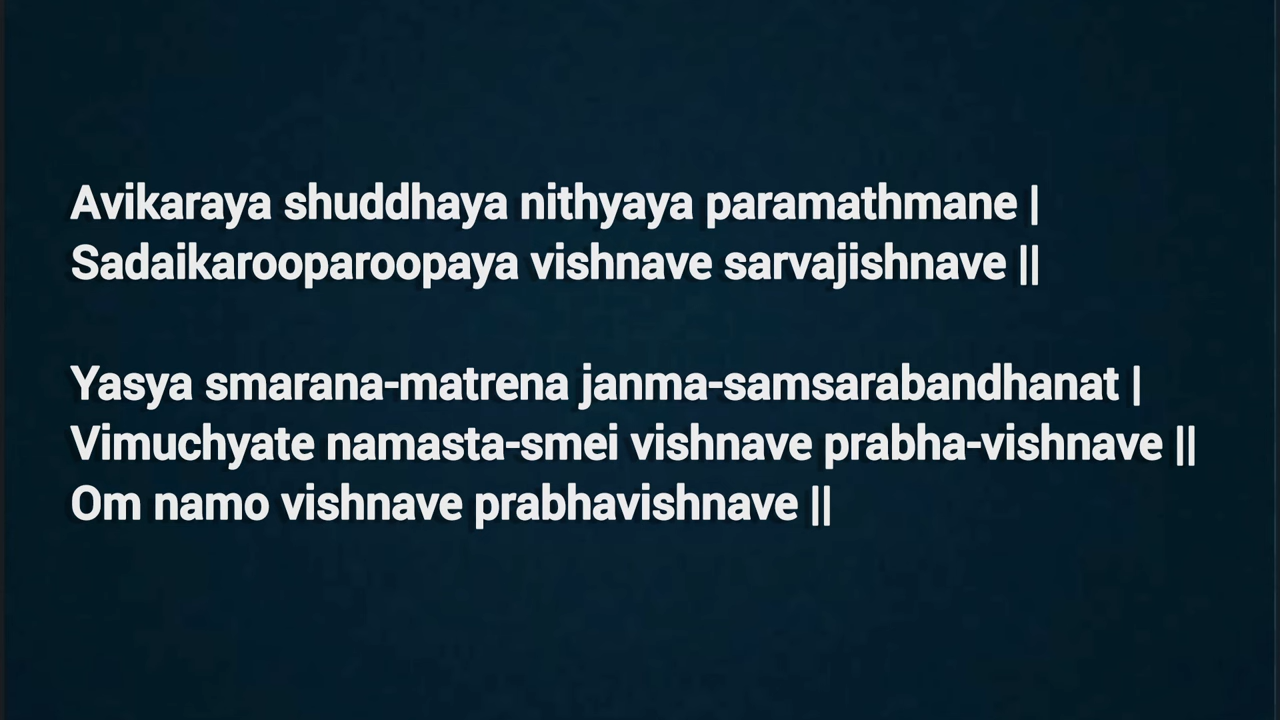 Avikaraya shuddhaya nithyaya paramathmane |
Sadaikarooparoopaya vishnave sarvajishnave ||
Yasya smarana-matrena janma-samsarabandhanat |
Vimuchyate namasta-smei vishnave prabha-vishnave ||
Om namo vishnave prabhavishnave ||